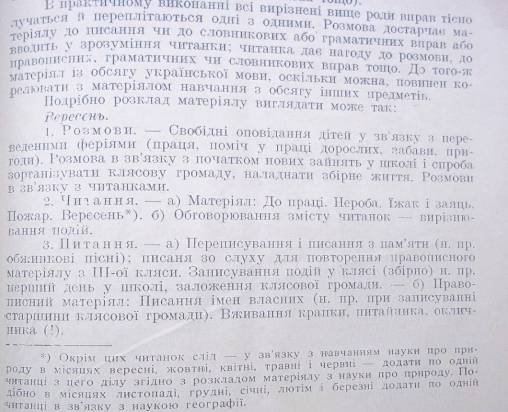 В практичному виконанні всі вирізнені вище роди вправ тісно
лучаться й переплітаються одні з одними. Розмова достарчає ма-
теріялу до писання чи до словникових або граматичних вправ або
вводить у зрозуміння читанки; читанка дає нагоду до розмови, до
правописних, граматичних чи словникових вправ тощо. До того-ж
матеріял із обсягу української мови, оскільки можна, повинен ко-
релювати з матеріялом навчання з обсягу інших предметів.
Подрібно розклад матеріялу виглядати може так:
Вересень.
1. Розмови. — Свобідні оповідання дітей у зв'язку з пере-
веденими феріями (праця, поміч у праці дорослих, забави, при-
годи). Розмова в зв'язку з початком нових зайнять у школі і спроба
зорганізувати клясову громаду, наладнати збірне життя. Розмови
в зв'язку з читанками.
2. Читання. — а) Матеріял: До праці. Нероба. Їжак і заяць.
Пожар. Вересень*). б) Обговорювання змісту читанок — вирізню-
вання подій.
3. Питання. — а) Переписування і писання з пам'яти (н. пр.
обжинкові пісні); писаня зо слуху для повторення правописного
матеріялу з III-ої кляси. Записування подій у клясі (збірно) н. пр.
перший день у школі, заложення клясової громади. — б) Право-
писний матеріял: Писання імен власних (н. пр. при записуванні
старшини клясової громади). Вживання крапки, питайника, оклич-
ника (!).
*) Окрім цих читанок слід — у зв'язку з навчанням науки про при-
роду в місяцях вересні, жовтні, квітні, травні і червні — додати по одній
читанці з цего ділу згідно з розкладом матеріялу з науки про природу. По-
дібно в місяцях листопаді, грудні, січні, лютім і березні додати по одній
читанці в зв'язку з наукою географії.